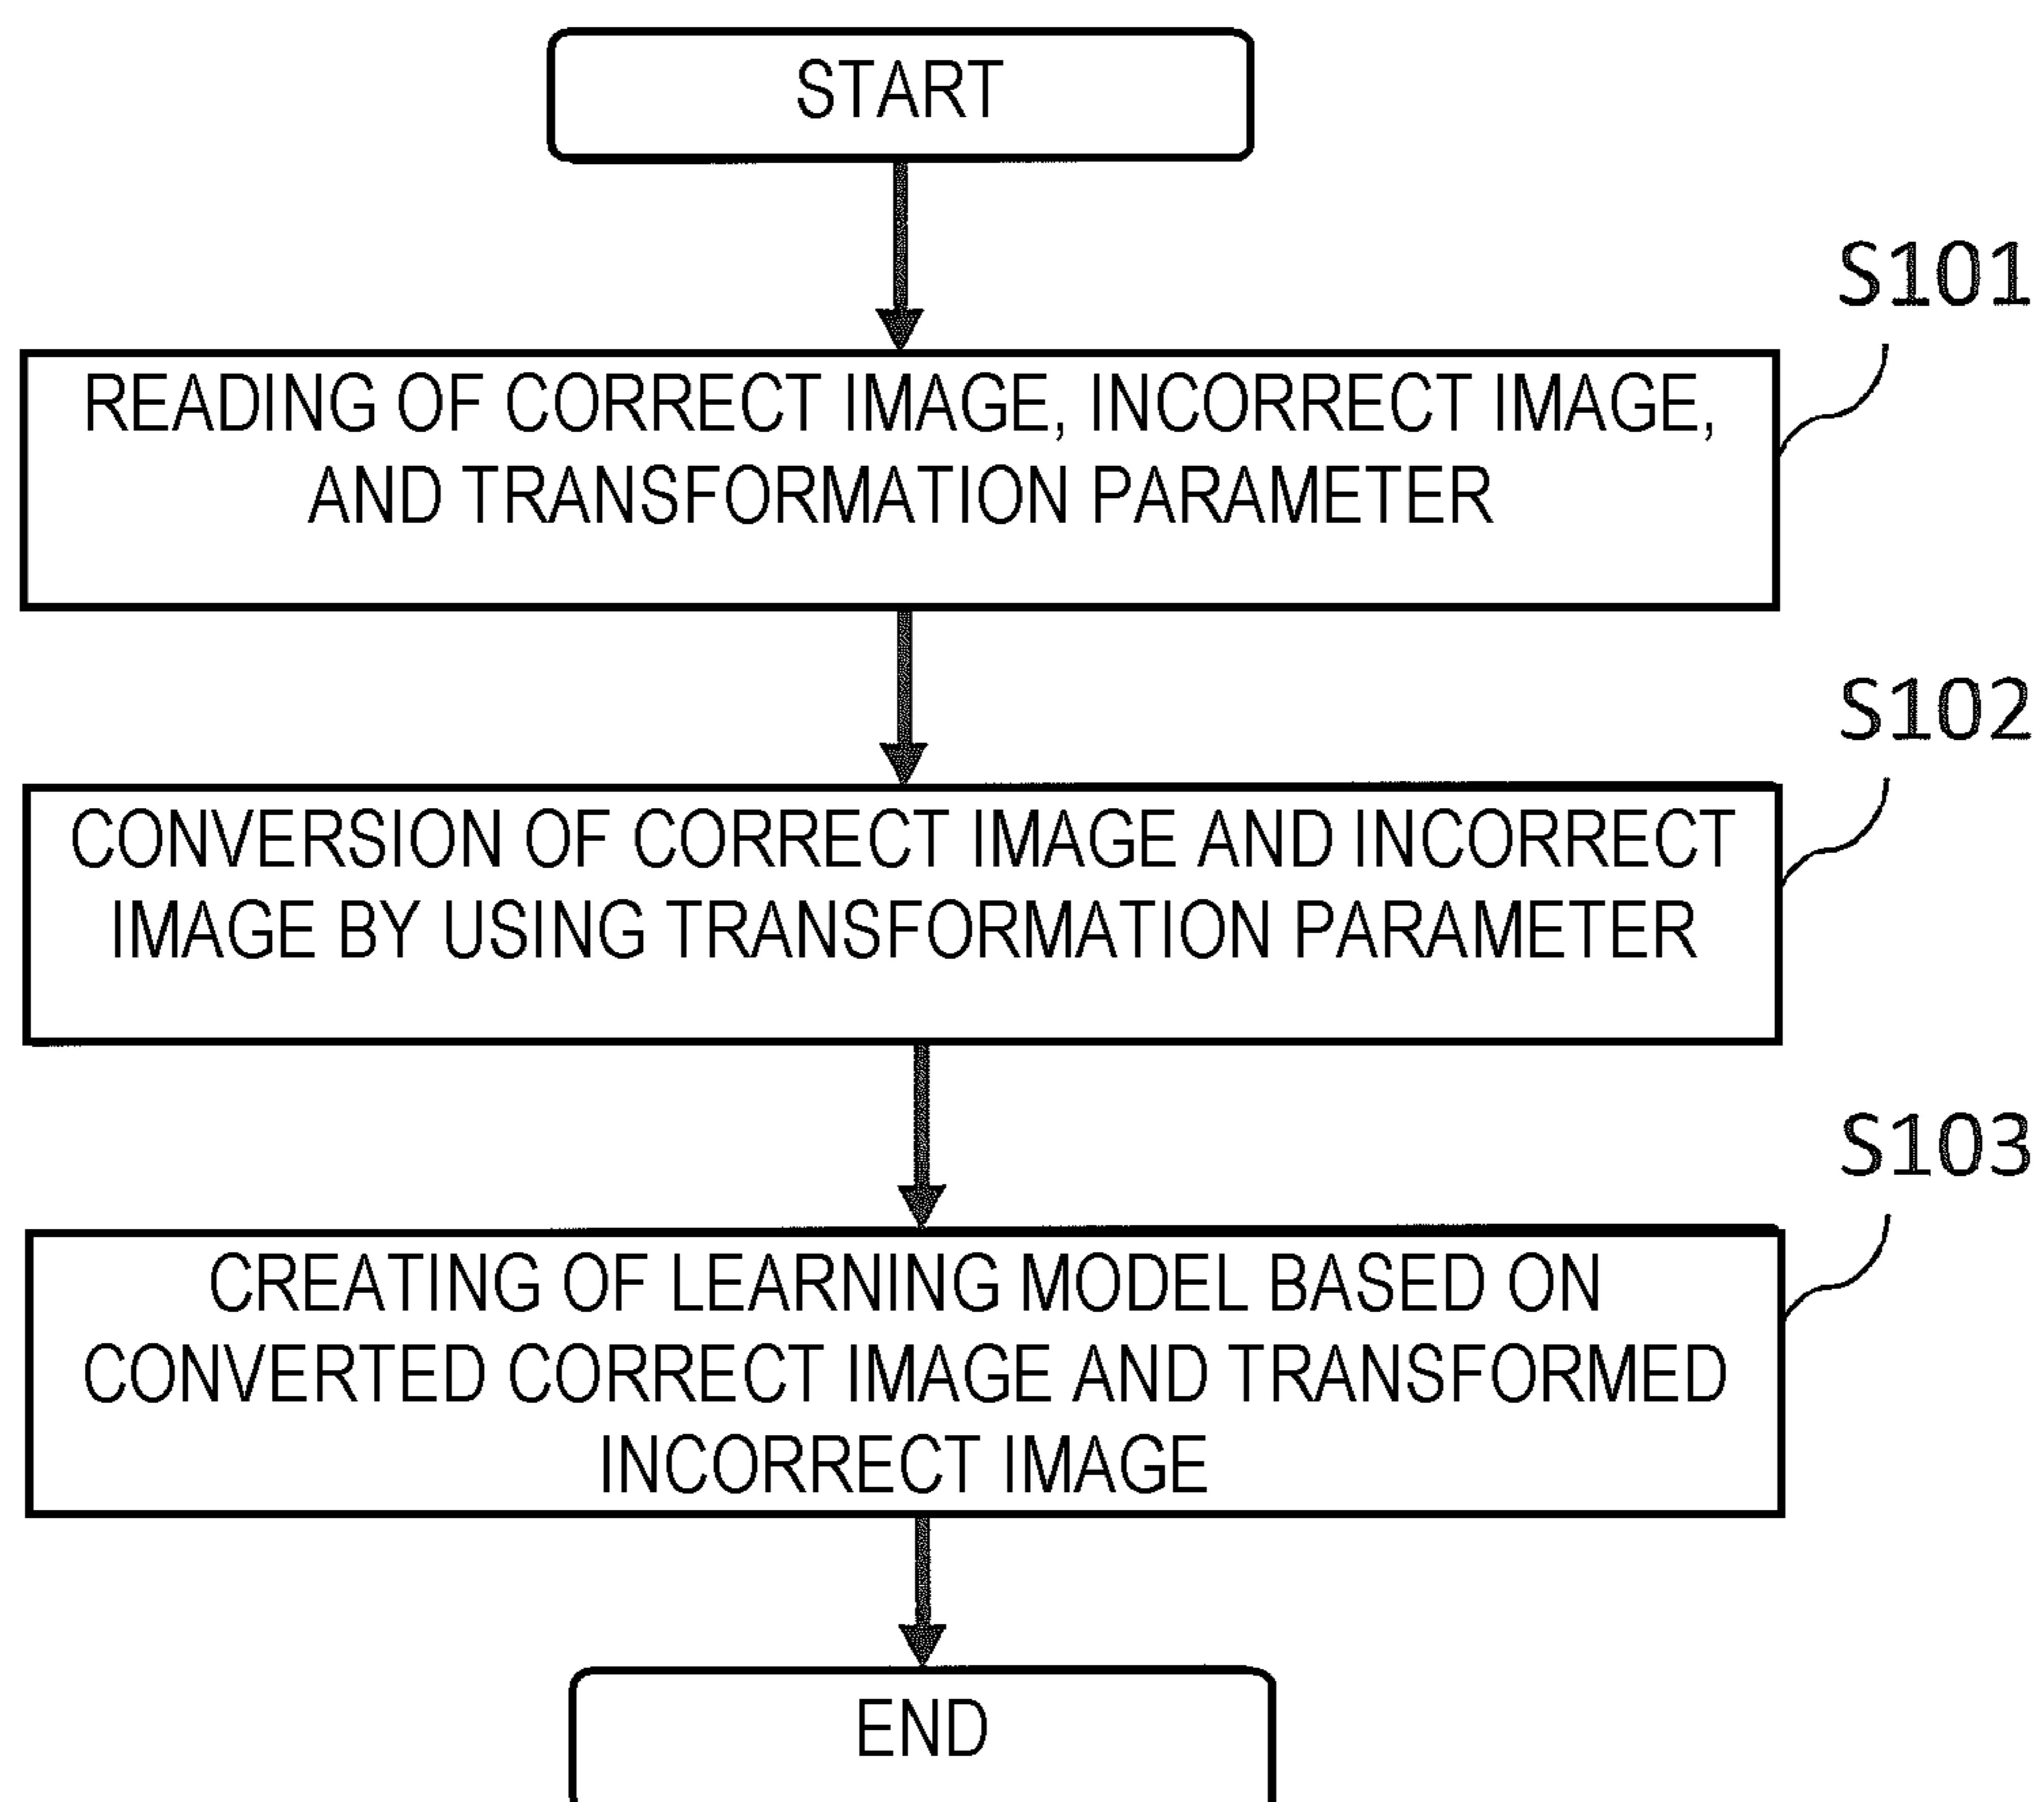 START
S101
READING OF CORRECT IMAGE, INCORRECT IMAGE,
AND TRANSFORMATION PARAMETER
S102
CONVERSION OF CORRECT IMAGE AND INCORRECT
IMAGE BY USING TRANSFORMATION PARAMETER
S103
CREATING OF LEARNING MODEL BASED ON
CONVERTED CORRECT IMAGE AND TRANSFORMED
INCORRECT IMAGE
END